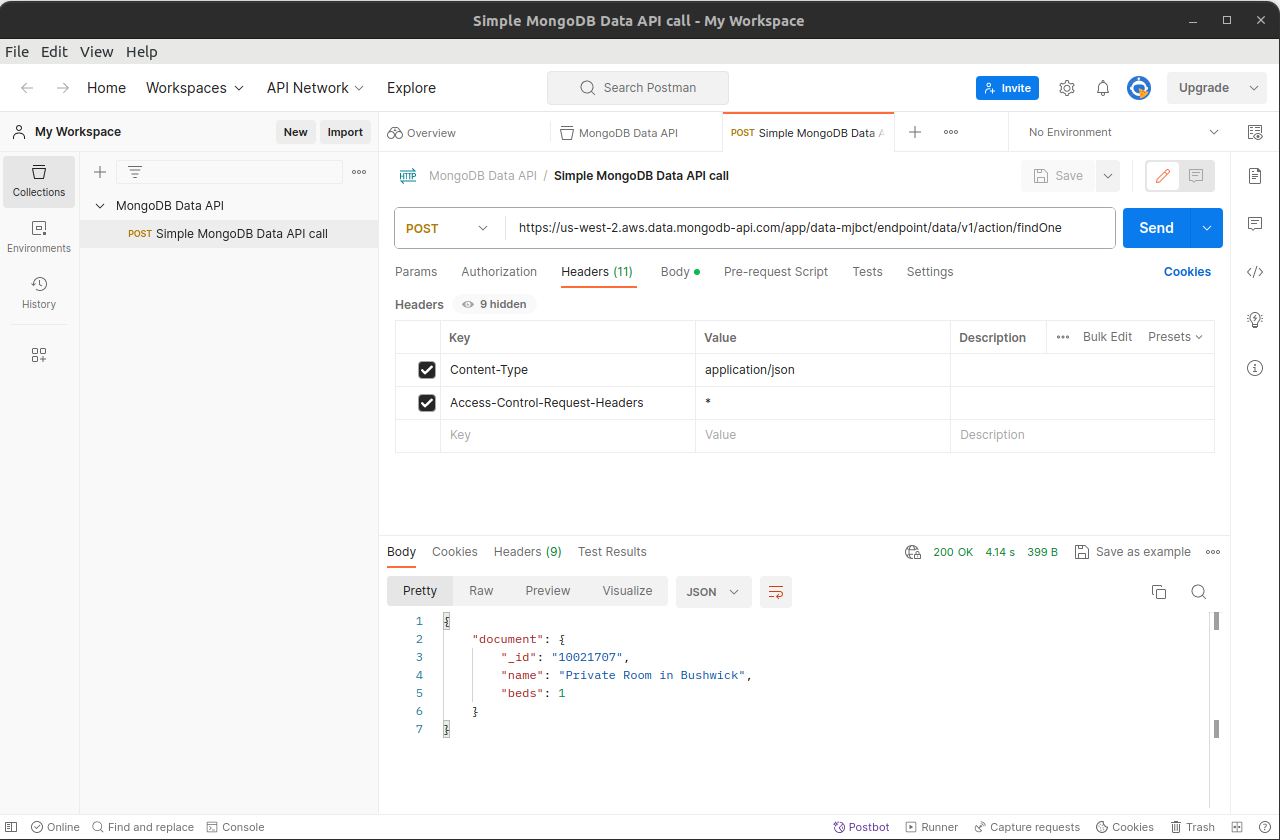 Simple MongoDB Data API call - My Workspace
File Edit View Help
Home Workspaces API Network Explore Search Postman Invite Upgrade
My Workspace New Import Overview MongoDB Data API POST Simple MongoDB Data No Environment
Collections
Environments
History
MongoDB Data API
POST Simple MongoDB Data API call
HTTP MongoDB Data API / Simple MongoDB Data API call Save
POST https://us-west-2.aws.data.mongodb-api.com/app/data-mjbct/endpoint/data/v1/action/findOne Send
Params Authorization Headers (11) Body Pre-request Script Tests Settings Cookies
Headers 9 hidden
Key Value Description Bulk Edit Presets
Content-Type application/json
Access-Control-Request-Headers *
Key Value Description
Body Cookies Headers (9) Test Results 200 OK 4.14 s 399 B Save as example
Pretty Raw Preview Visualize JSON
1 {
2 "document": {
3 "_id": "10021707",
4 "name": "Private Room in Bushwick",
5 "beds": 1
6 }
7 }
Online Find and replace Console Postbot Runner Capture requests Cookies Trash